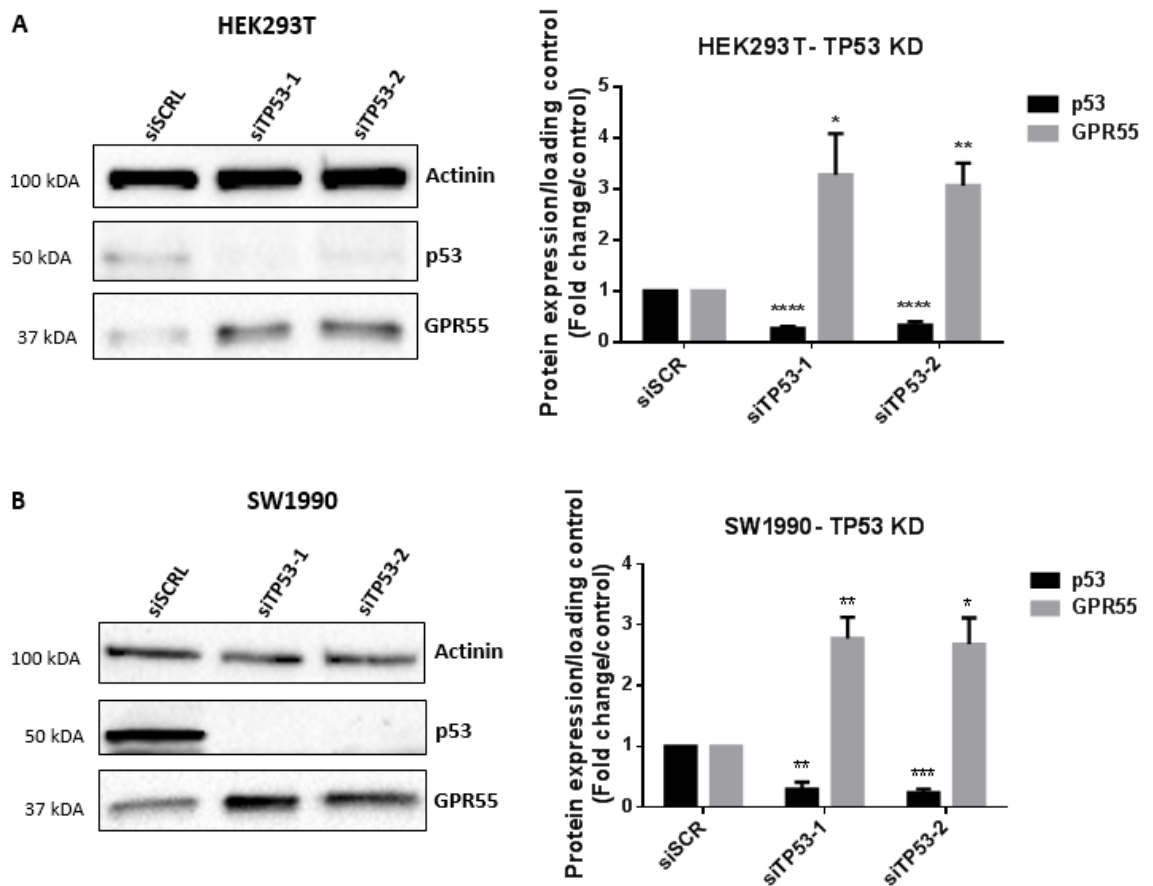 A
HEK293T
siSCRL
siTP53-1
siTP53-2
100 kDA
Actinin
50 kDA
p53
37 kDA
GPR55
HEK293T- TP53 KD
Protein expression/loading control
(Fold change/control)
5
4
3
2
1
0
*
**
****
****
siSCR
siTP53-1
siTP53-2
p53
GPR55
B
SW1990
siSCRL
siTP53-1
siTP53-2
100 kDA
Actinin
50 kDA
p53
37 kDA
GPR55
SW1990- TP53 KD
Protein expression/loading control
(Fold change/control)
4
3
2
1
0
**
*
**
***
siSCR
siTP53-1
siTP53-2
p53
GPR55